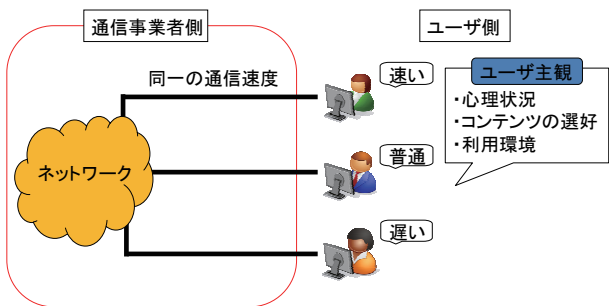 通信事業者側
ユーザ側
同一の通信速度
速い
ユーザ主観
・心理状況
・コンテンツの選好
・利用環境
普通
ネットワーク
遅い